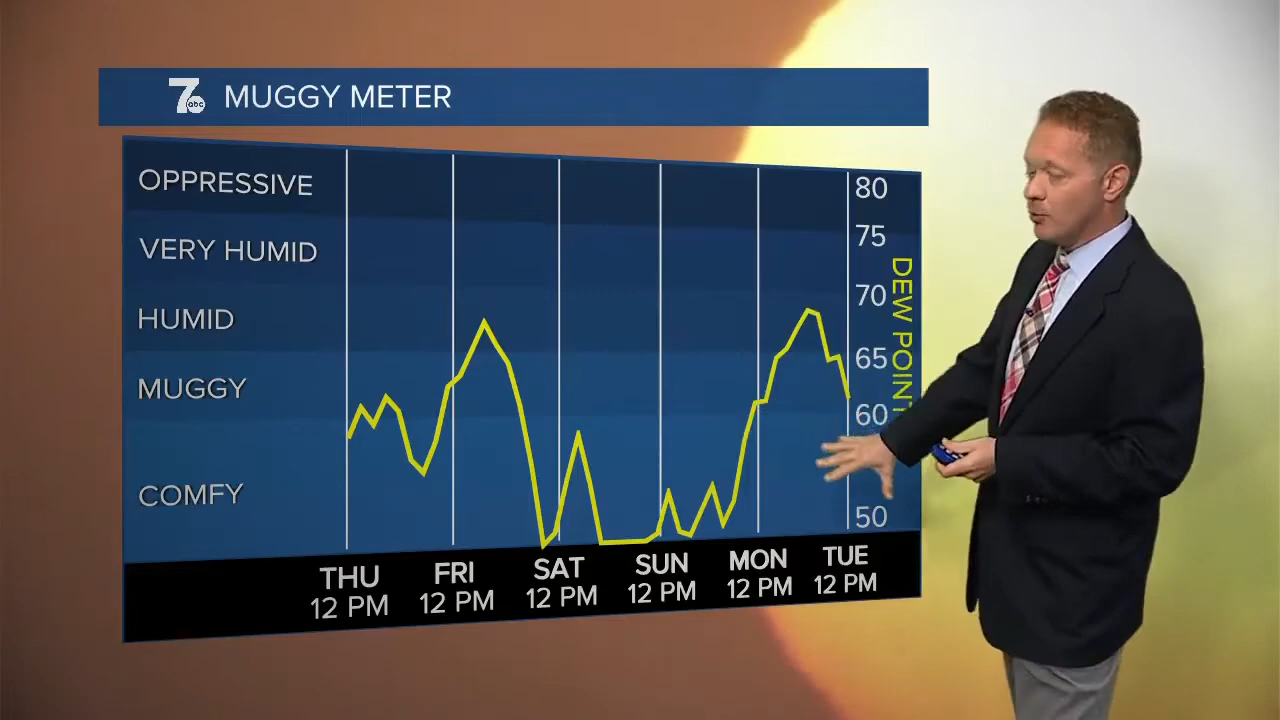 7 abc MUGGY METER
OPPRESSIVE
VERY HUMID
HUMID
MUGGY
COMFY
80
75
70
65
60
50
DEW POINT
THU FRI SAT SUN MON TUE
12 PM 12 PM 12 PM 12 PM 12 PM 12 PM